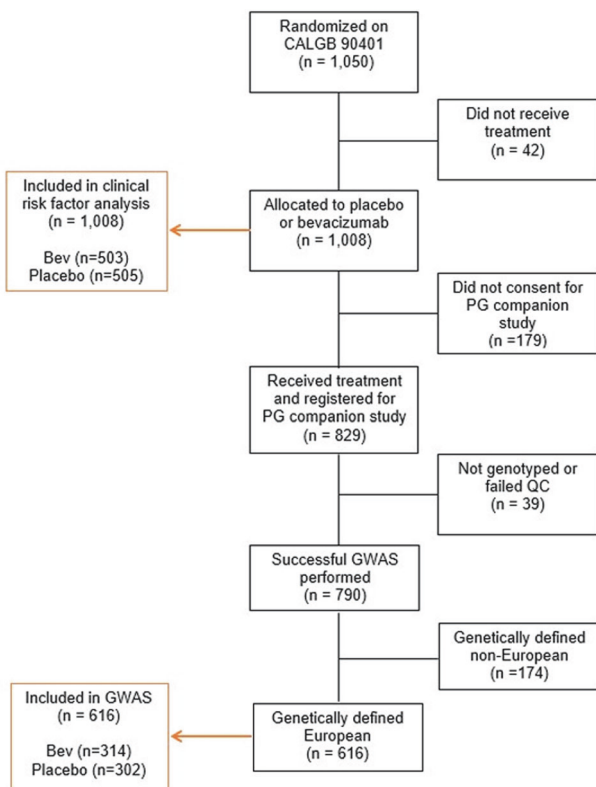 Randomized on
CALGB 90401
(n = 1,050)
Did not receive
treatment
(n = 42)
Included in clinical
risk factor analysis
(n = 1,008)
Bev (n=503)
Placebo (n=505)
Allocated to placebo
or bevacizumab
(n = 1,008)
Did not consent for
PG companion
study
(n =179)
Received treatment
and registered for
PG companion study
(n = 829)
Not genotyped or
failed QC
(n = 39)
Successful GWAS
performed
(n = 790)
Genetically defined
non-European
(n =174)
Included in GWAS
(n = 616)
Bev (n=314)
Placebo (n=302)
Genetically defined
European
(n = 616)